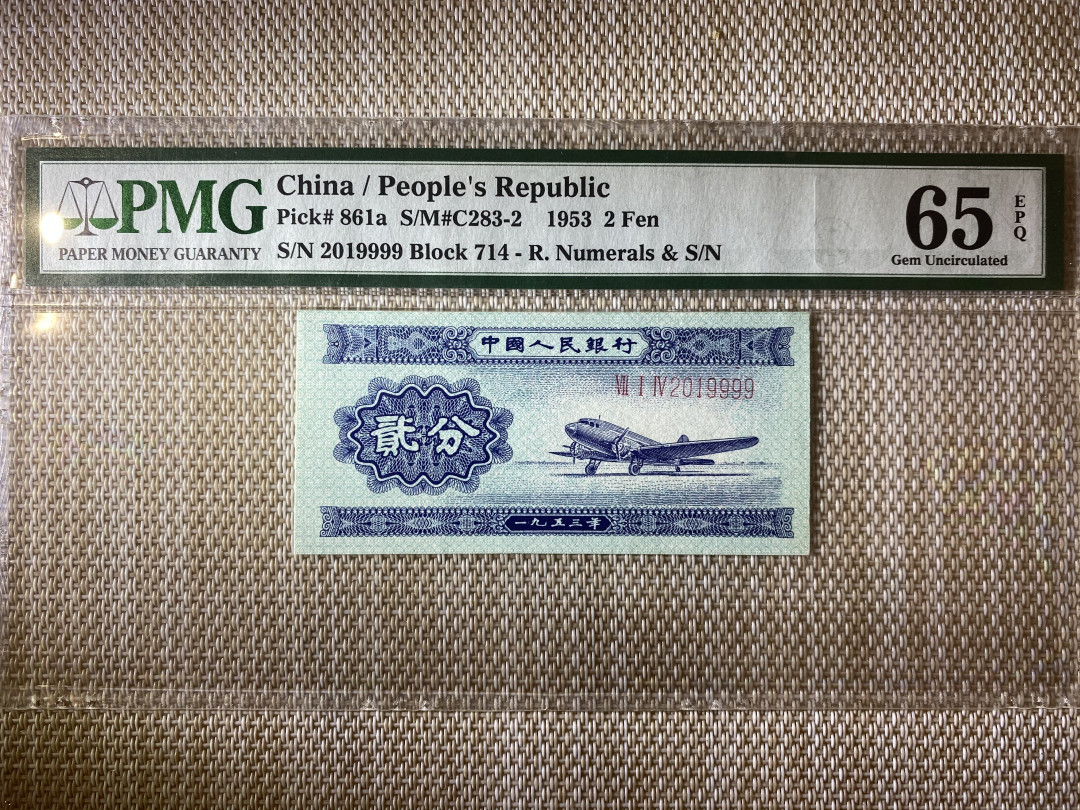 PMG
PAPER MONEY GUARANTY
China / People's Republic
Pick# 861a S/M#C283-2 1953 2 Fen
S/N 2019999 Block 714 - R. Numerals & S/N
65
EPQ
Gem Uncirculated
中國人民銀行
VII I IV 2019999
貳分
一九五三年